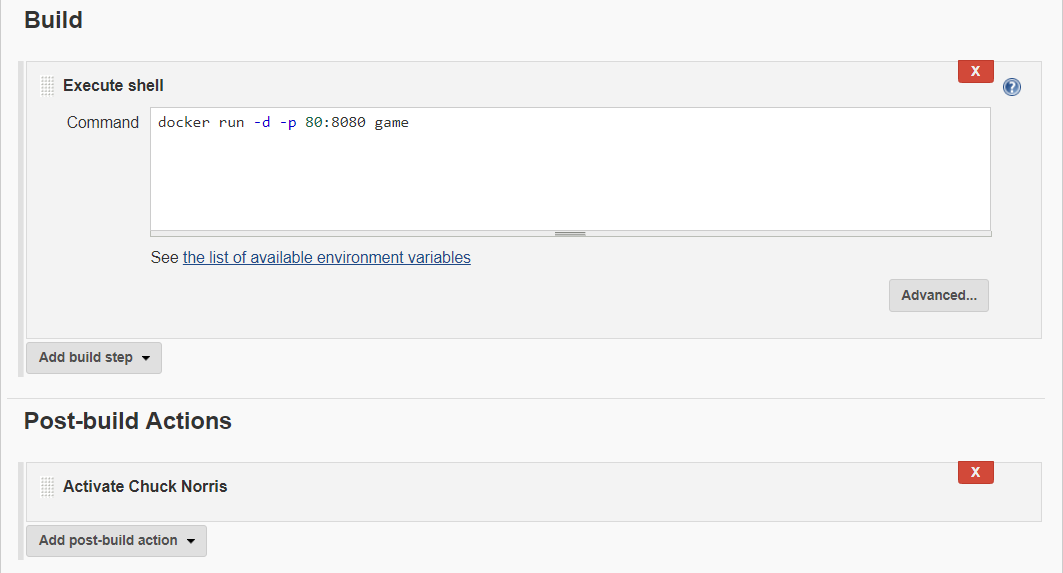 Build
X
Execute shell
Command
docker run -d -p 80:8080 game
See the list of available environment variables
Advanced...
Add build step
Post-build Actions
X
Activate Chuck Norris
Add post-build action